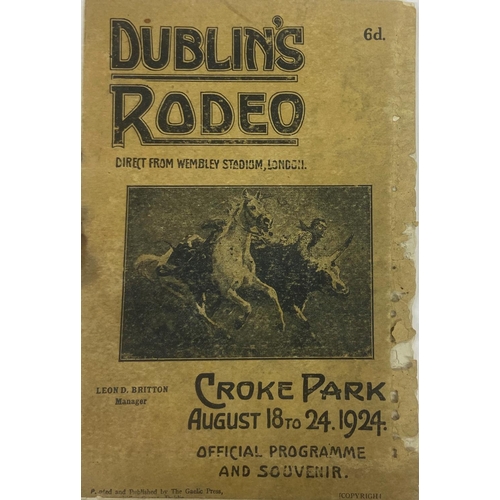 DUBLIN'S
6d.
RODEO
DIRECT FROM WEMBLEY STADIUM, LONDON.
LEON D. BRITTON
Manager
CROKE PARK
AUGUST 18 TO 24. 1924.
OFFICIAL PROGRAMME
AND SOUVENIR.
Printed and Published by The Gaelic Press,
COPYRIGHT